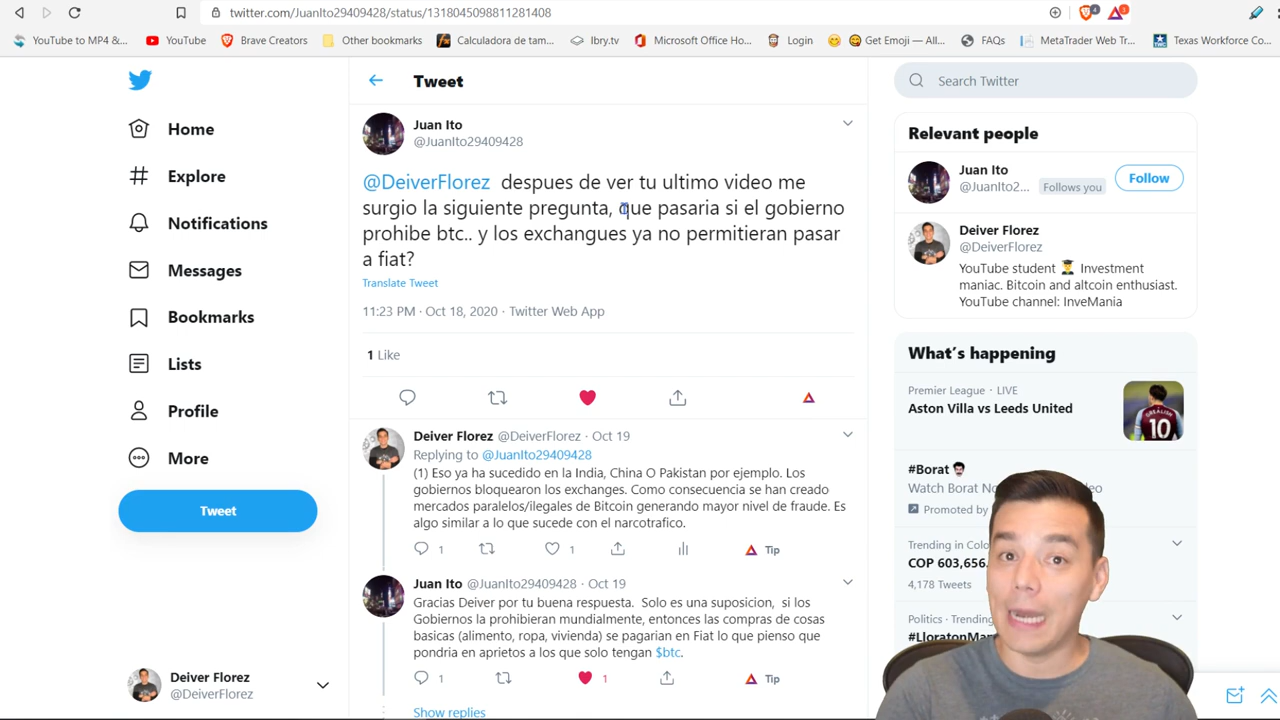 twitter.com/JuanIto29409428/status/1318045098811281408
4
3
YouTube to MP4 &...
YouTube
Brave Creators
Other bookmarks
Calculadora de tam...
lbry.tv
Microsoft Office Ho...
Login
Get Emoji — All...
FAQs
MetaTrader Web Tr...
Texas Workforce Co...
Home
Explore
Notifications
Messages
Bookmarks
Lists
Profile
More
Tweet
Deiver Florez
@DeiverFlorez
Tweet
Juan Ito
@JuanIto29409428
@DeiverFlorez despues de ver tu ultimo video me
surgio la siguiente pregunta, que pasaria si el gobierno
prohibe btc.. y los exchangues ya no permitieran pasar
a fiat?
Translate Tweet
11:23 PM · Oct 18, 2020 · Twitter Web App
1 Like
Deiver Florez @DeiverFlorez · Oct 19
Replying to @JuanIto29409428
(1) Eso ya ha sucedido en la India, China O Pakistan por ejemplo. Los
gobiernos bloquearon los exchanges. Como consecuencia se han creado
mercados paralelos/ilegales de Bitcoin generando mayor nivel de fraude. Es
algo similar a lo que sucede con el narcotrafico.
1
1
Tip
Juan Ito @JuanIto29409428 · Oct 19
Gracias Deiver por tu buena respuesta. Solo es una suposicion, si los
Gobiernos la prohibieran mundialmente, entonces las compras de cosas
basicas (alimento, ropa, vivienda) se pagarian en Fiat lo que pienso que
pondria en aprietos a los que solo tengan $btc.
1
1
Tip
Show replies
Search Twitter
Relevant people
Juan Ito
@JuanIto2... Follows you
Follow
Deiver Florez
@DeiverFlorez
YouTube student Investment
maniac. Bitcoin and altcoin enthusiast.
YouTube channel: InveMania
What's happening
Premier League · LIVE
Aston Villa vs Leeds United
GREALISH
10
#Borat
Watch Borat
Promoted by
Trending in
COP 603,656
4,178 Tweets
Politics · Trending